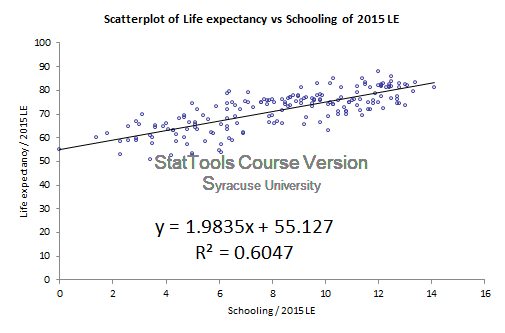 Scatterplot of Life expectancy vs Schooling of 2015 LE
100
90
80
70
60
50
40
30
20
10
0
Life expectancy / 2015 LE
StatTools Course Version
Syracuse University
y = 1.9835x + 55.127
R² = 0.6047
0 2 4 6 8 10 12 14 16
Schooling / 2015 LE